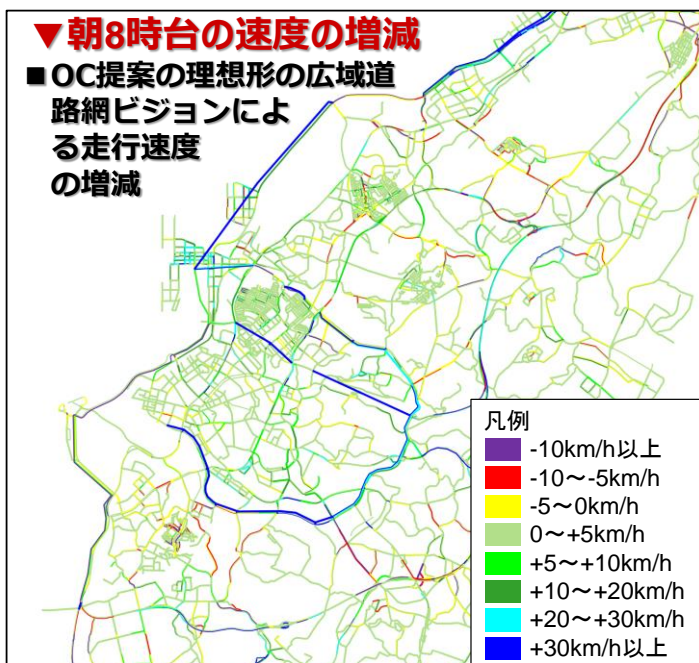 ▼朝8時台の速度の増減
■OC提案の理想形の広域道
路網ビジョンによ
る走行速度
の増減
凡例
-10km/h以上
-10～-5km/h
-5～0km/h
0～+5km/h
+5～+10km/h
+10～+20km/h
+20～+30km/h
+30km/h以上